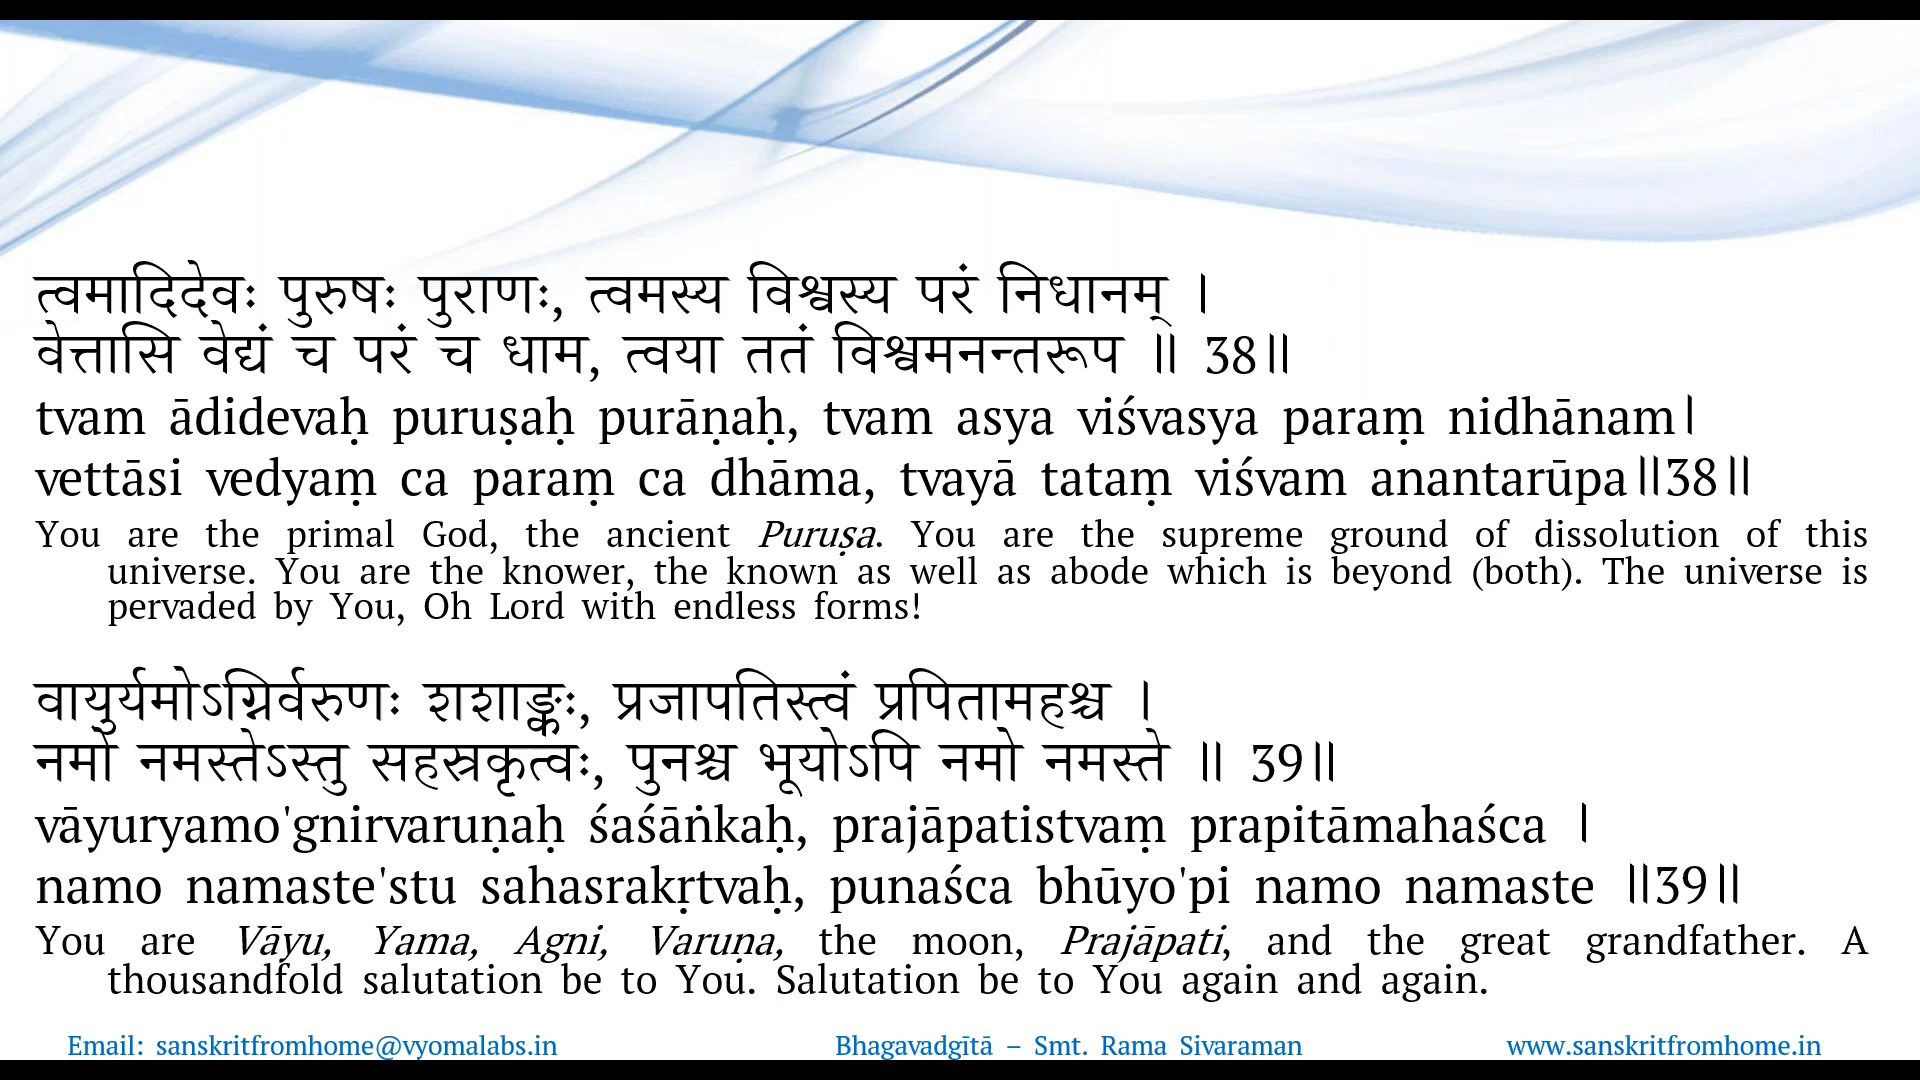 त्वमादिदेवः पुरुषः पुराणः, त्वमस्य विश्वस्य परं निधानम् ।
वेत्तासि वेद्यं च परं च धाम, त्वया ततं विश्वमनन्तरूप ॥ 38॥
tvam ādidevaḥ puruṣaḥ purāṇaḥ, tvam asya viśvasya paraṃ nidhānam।
vettāsi vedyaṃ ca paraṃ ca dhāma, tvayā tataṃ viśvam anantarūpa॥38॥
You are the primal God, the ancient Puruṣa. You are the supreme ground of dissolution of this
universe. You are the knower, the known as well as abode which is beyond (both). The universe is
pervaded by You, Oh Lord with endless forms!
वायुर्यमोऽग्निर्वरुणः शशाङ्कः, प्रजापतिस्त्वं प्रपितामहश्च ।
नमो नमस्तेऽस्तु सहस्रकृत्वः, पुनश्च भूयोऽपि नमो नमस्ते ॥ 39॥
vāyuryamo'gnirvaruṇaḥ śaśāṅkaḥ, prajāpatistvaṃ prapitāmahaśca ।
namo namaste'stu sahasrakṛtvaḥ, punaśca bhūyo'pi namo namaste ॥39॥
You are Vāyu, Yama, Agni, Varuṇa, the moon, Prajāpati, and the great grandfather. A
thousandfold salutation be to You. Salutation be to You again and again.
Email: sanskritfromhome@vyomalabs.in Bhagavadgītā – Smt. Rama Sivaraman www.sanskritfromhome.in